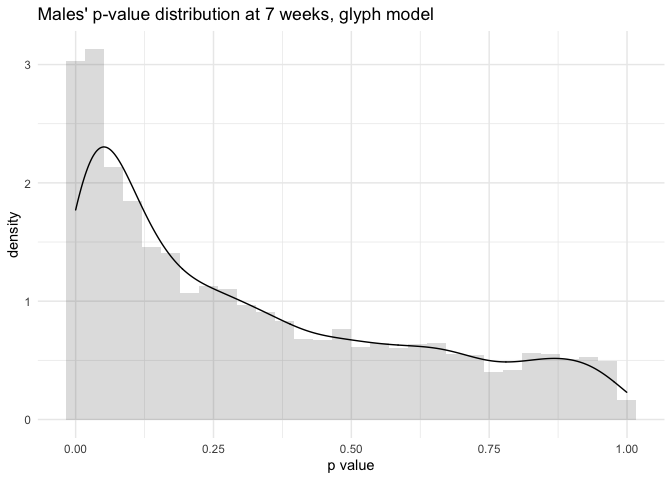 Males' p-value distribution at 7 weeks, glyph model
3
2
1
0
density
0.00 0.25 0.50 0.75 1.00
p value